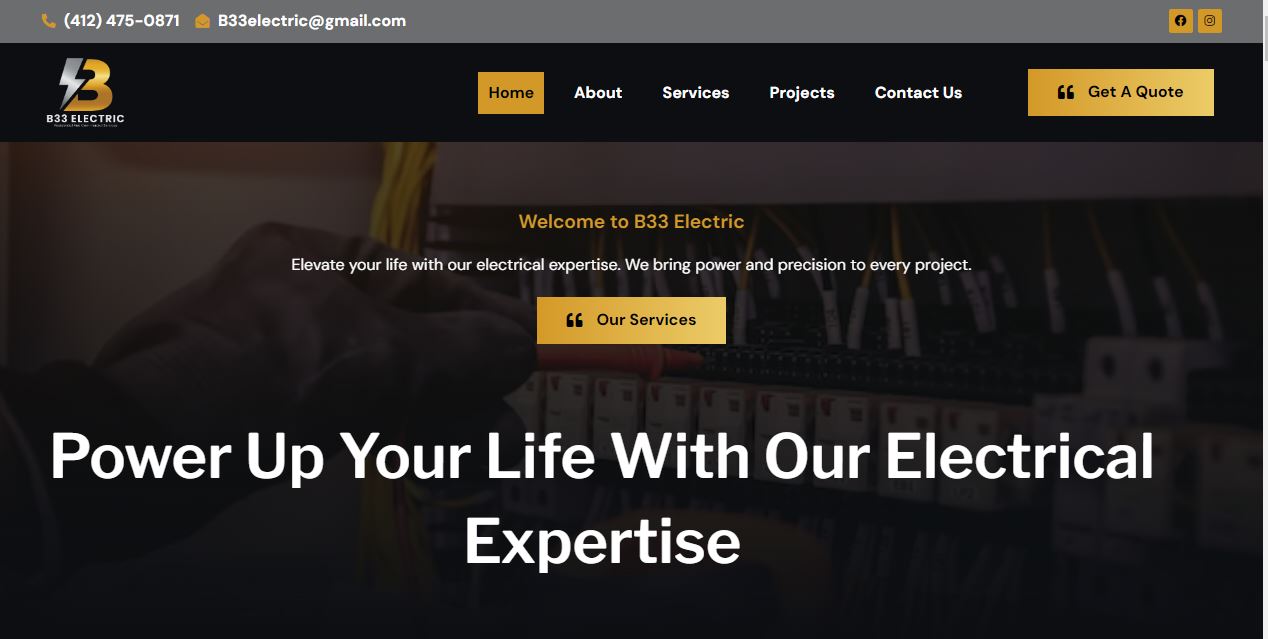 (412) 475-0871 B33electric@gmail.com
B33 ELECTRIC
Home About Services Projects Contact Us Get A Quote
Welcome to B33 Electric
Elevate your life with our electrical expertise. We bring power and precision to every project.
Our Services
Power Up Your Life With Our Electrical
Expertise